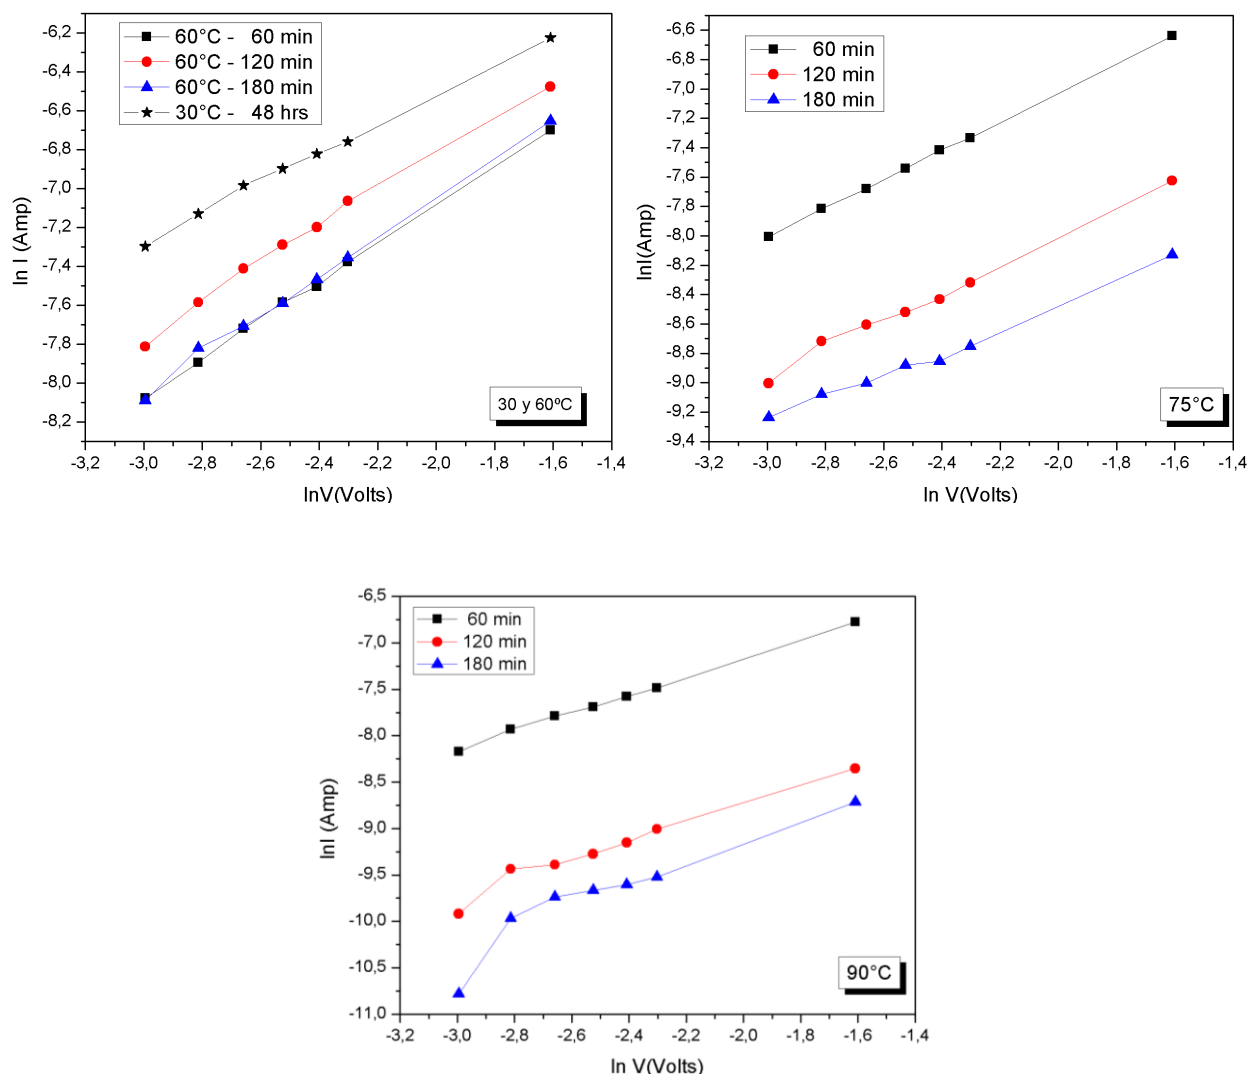 60°C - 60 min
60°C - 120 min
60°C - 180 min
30°C - 48 hrs
-6,2
-6,4
-6,6
-6,8
-7,0
-7,2
-7,4
-7,6
-7,8
-8,0
-8,2
ln I (Amp)
30 y 60ºC
-3,2 -3,0 -2,8 -2,6 -2,4 -2,2 -2,0 -1,8 -1,6 -1,4
lnV(Volts)
60 min
120 min
180 min
-6,6
-6,8
-7,0
-7,2
-7,4
-7,6
-7,8
-8,0
-8,2
-8,4
-8,6
-8,8
-9,0
-9,2
-9,4
lnI(Amp)
75°C
-3,2 -3,0 -2,8 -2,6 -2,4 -2,2 -2,0 -1,8 -1,6 -1,4
ln V(Volts)
60 min
120 min
180 min
-6,5
-7,0
-7,5
-8,0
-8,5
-9,0
-9,5
-10,0
-10,5
-11,0
lnI (Amp)
90°C
-3,2 -3,0 -2,8 -2,6 -2,4 -2,2 -2,0 -1,8 -1,6 -1,4
ln V(Volts)